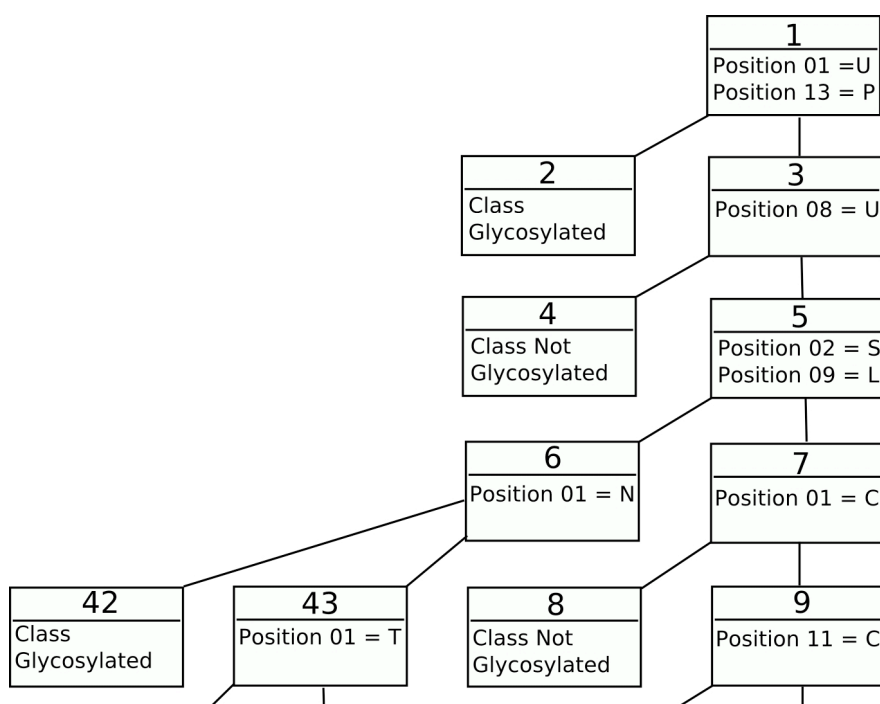 1
Position 01 =U
Position 13 = P
2
Class
Glycosylated
3
Position 08 = U
4
Class Not
Glycosylated
5
Position 02 = S
Position 09 = L
6
Position 01 = N
7
Position 01 = C
42
Class
Glycosylated
43
Position 01 = T
8
Class Not
Glycosylated
9
Position 11 = C